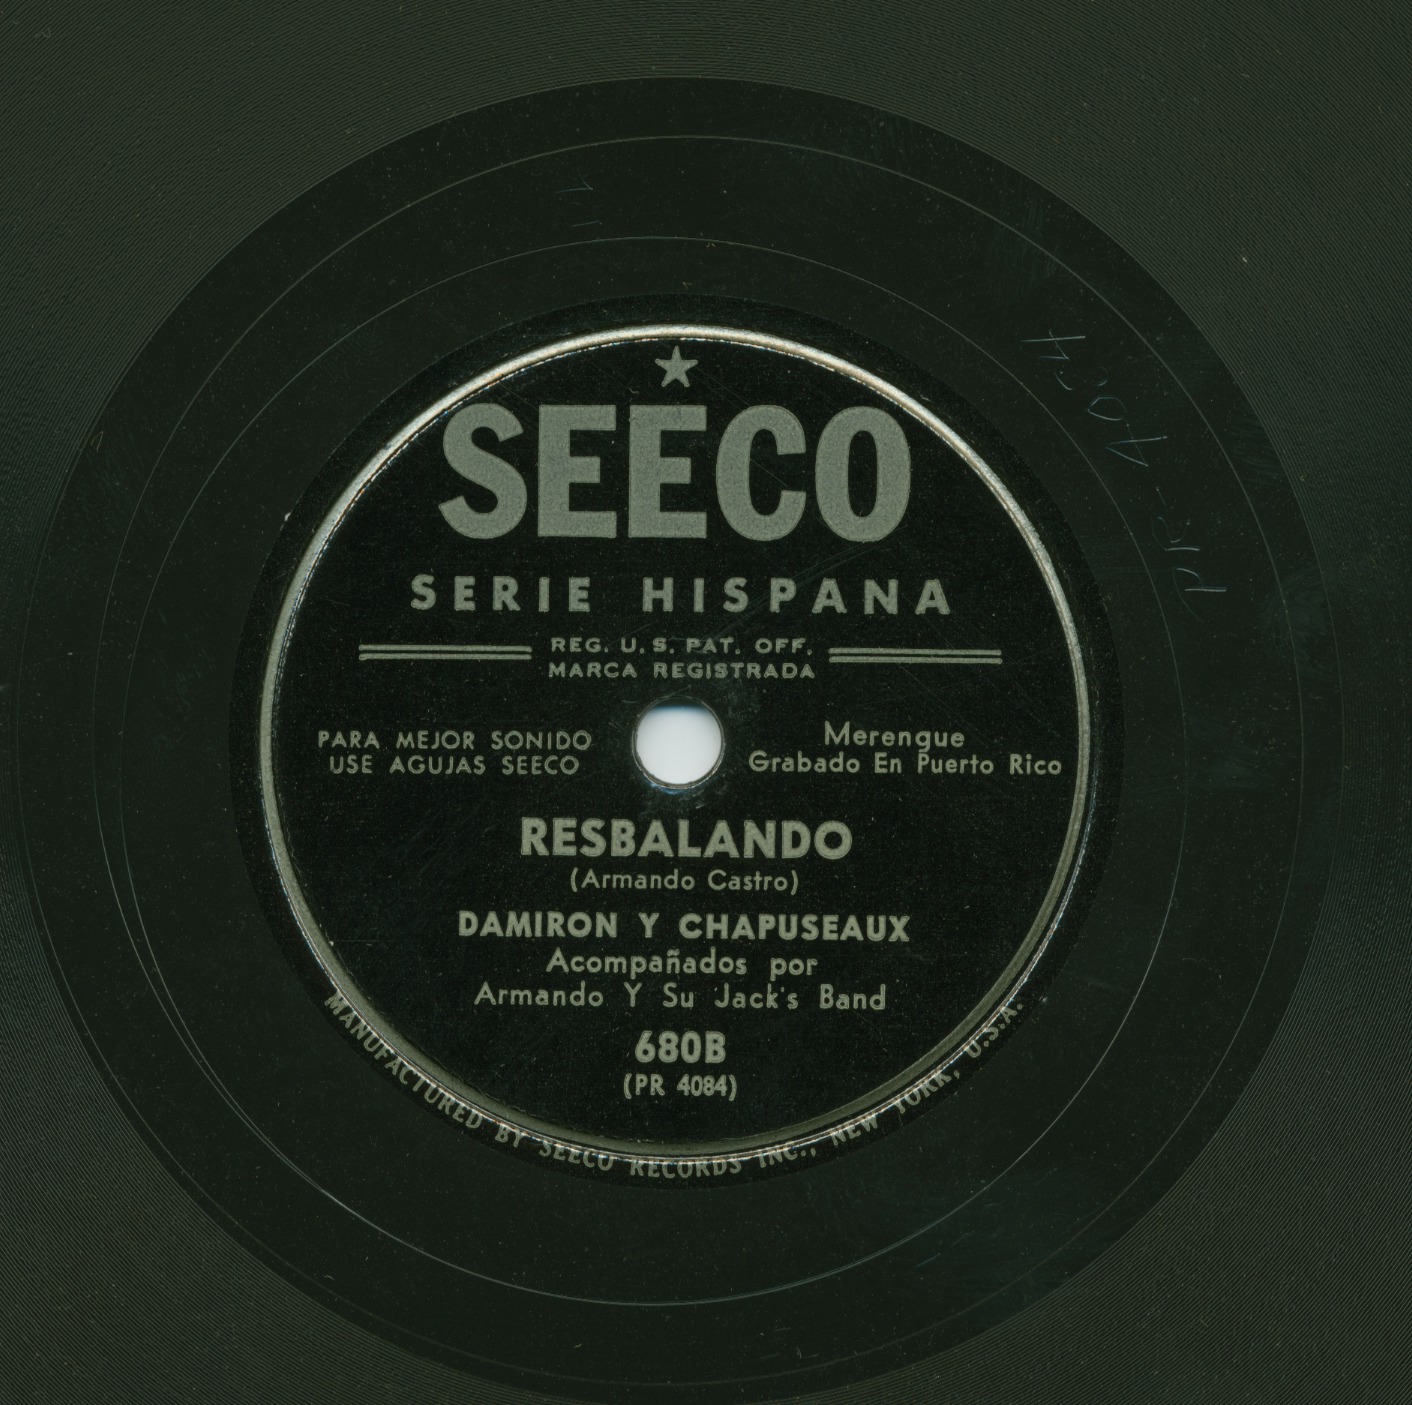 SEECO
SERIE HISPANA
REG. U. S. PAT. OFF.
MARCA REGISTRADA
PARA MEJOR SONIDO
USE AGUJAS SEECO
Merengue
Grabado En Puerto Rico
RESBALANDO
(Armando Castro)
DAMIRON Y CHAPUSEAUX
Acompañados por
Armando Y Su Jack's Band
680B
(PR 4084)
MANUFACTURED BY SEECO RECORDS INC., NEW YORK, U.S.A.
PR-4084